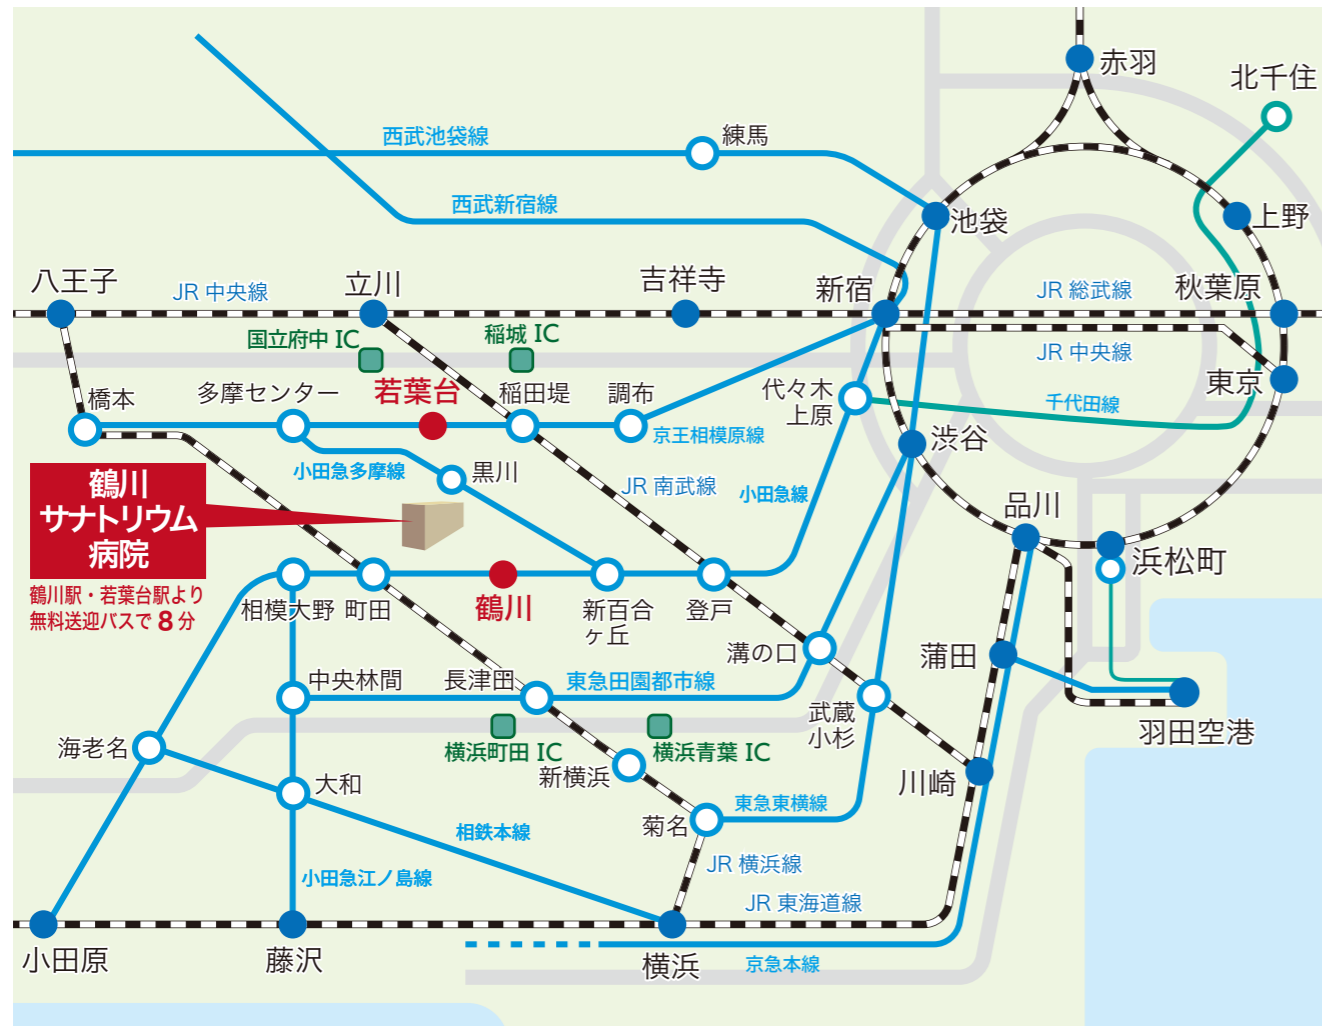 赤羽
北千住
西武池袋線
練馬
西武新宿線
池袋
上野
八王子
JR 中央線
立川
吉祥寺
新宿
JR 総武線
秋葉原
国立府中 IC
稲城 IC
JR 中央線
東京
橋本
多摩センター
若葉台
稲田堤
調布
代々木
上原
千代田線
京王相模原線
渋谷
小田急多摩線
黒川
JR 南武線
小田急線
品川
鶴川
サナトリウム
病院
鶴川駅・若葉台駅より
無料送迎バスで 8 分
浜松町
相模大野
町田
鶴川
新百合
ヶ丘
登戸
溝の口
蒲田
中央林間
長津田
東急田園都市線
武蔵
小杉
羽田空港
海老名
横浜町田 IC
横浜青葉 IC
新横浜
川崎
大和
東急東横線
菊名
相鉄本線
JR 横浜線
小田急江ノ島線
JR 東海道線
小田原
藤沢
横浜
京急本線